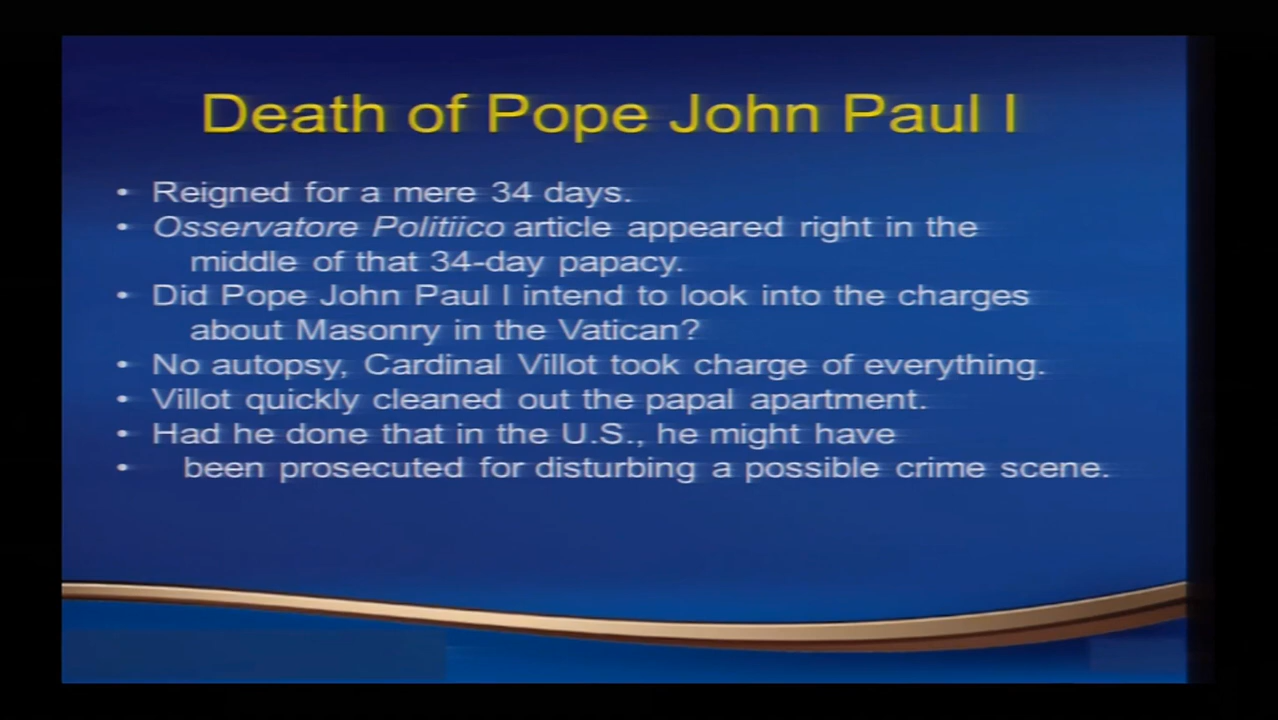 Death of Pope John Paul I
• Reigned for a mere 34 days.
• Osservatore Politiico article appeared right in the
middle of that 34-day papacy.
• Did Pope John Paul I intend to look into the charges
about Masonry in the Vatican?
• No autopsy, Cardinal Villot took charge of everything.
• Villot quickly cleaned out the papal apartment.
• Had he done that in the U.S., he might have
• been prosecuted for disturbing a possible crime scene.